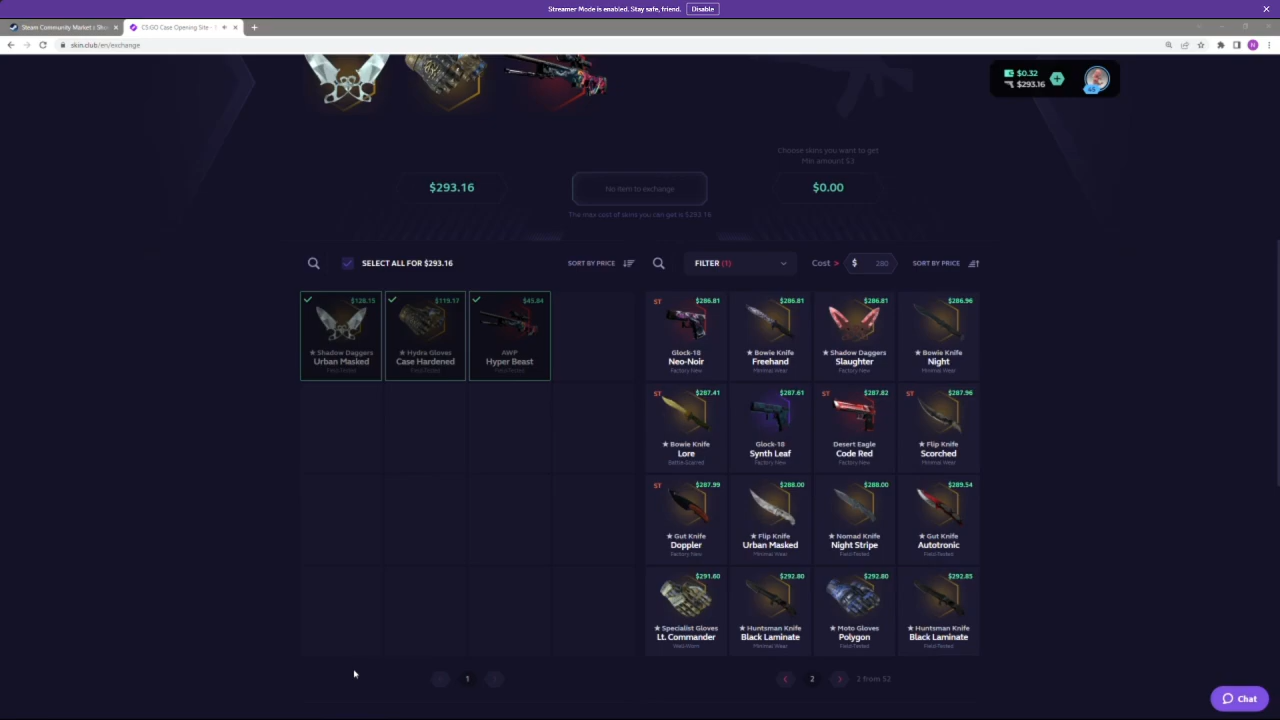 Streamer Mode is enabled. Stay safe, friend. Disable
Steam Community Market :: Sho
CS:GO Case Opening Site -
skin.club/en/exchange
N
$0.32
$293.16
45
Choose skins you want to get
Min amount $3
$293.16
No item to exchange
$0.00
The max cost of skins you can get is $293.16
SELECT ALL FOR $293.16
SORT BY PRICE
FILTER (1)
Cost >
$ 280
SORT BY PRICE
$128.15
★ Shadow Daggers
Urban Masked
Field-Tested
$119.17
★ Hydra Gloves
Case Hardened
Field-Tested
$45.84
AWP
Hyper Beast
Field-Tested
ST $286.81
Glock-18
Neo-Noir
Factory New
$286.81
★ Bowie Knife
Freehand
Minimal Wear
ST $286.81
★ Shadow Daggers
Slaughter
Factory New
$286.96
★ Bowie Knife
Night
Minimal Wear
ST $287.41
★ Bowie Knife
Lore
Battle-Scarred
$287.61
Glock-18
Synth Leaf
Factory New
ST $287.82
Desert Eagle
Code Red
Factory New
ST $287.96
★ Flip Knife
Scorched
Minimal Wear
ST $287.99
★ Gut Knife
Doppler
Factory New
$288.00
★ Flip Knife
Urban Masked
Minimal Wear
$288.00
★ Nomad Knife
Night Stripe
Field-Tested
$289.54
★ Gut Knife
Autotronic
Field-Tested
$291.60
★ Specialist Gloves
Lt. Commander
Well-Worn
$292.80
★ Huntsman Knife
Black Laminate
Minimal Wear
$292.80
★ Moto Gloves
Polygon
Field-Tested
$292.85
★ Huntsman Knife
Black Laminate
Field-Tested
1
2
2 from 52
Chat